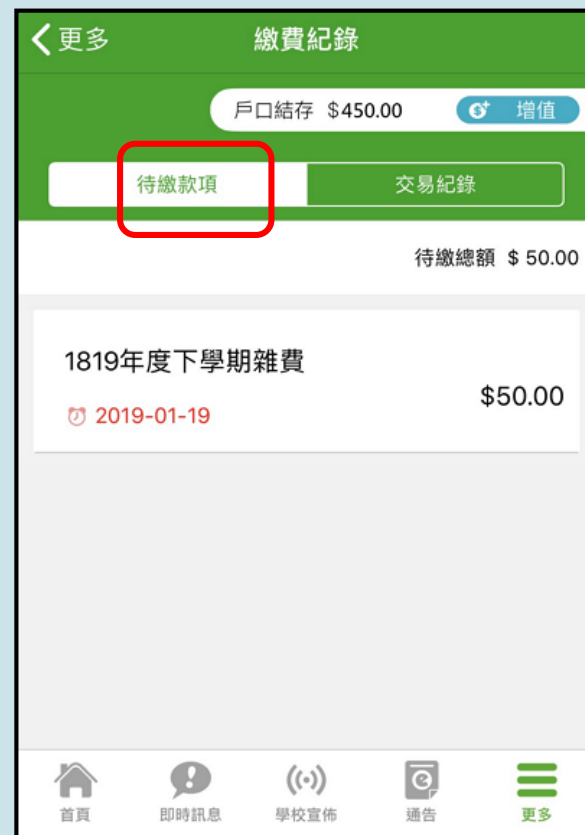 更多
繳費紀錄
戶口結存 $450.00
增值
待繳款項
交易紀錄
待繳總額 $ 50.00
1819年度下學期雜費
$50.00
2019-01-19
首頁
即時訊息
學校宣佈
通告
更多